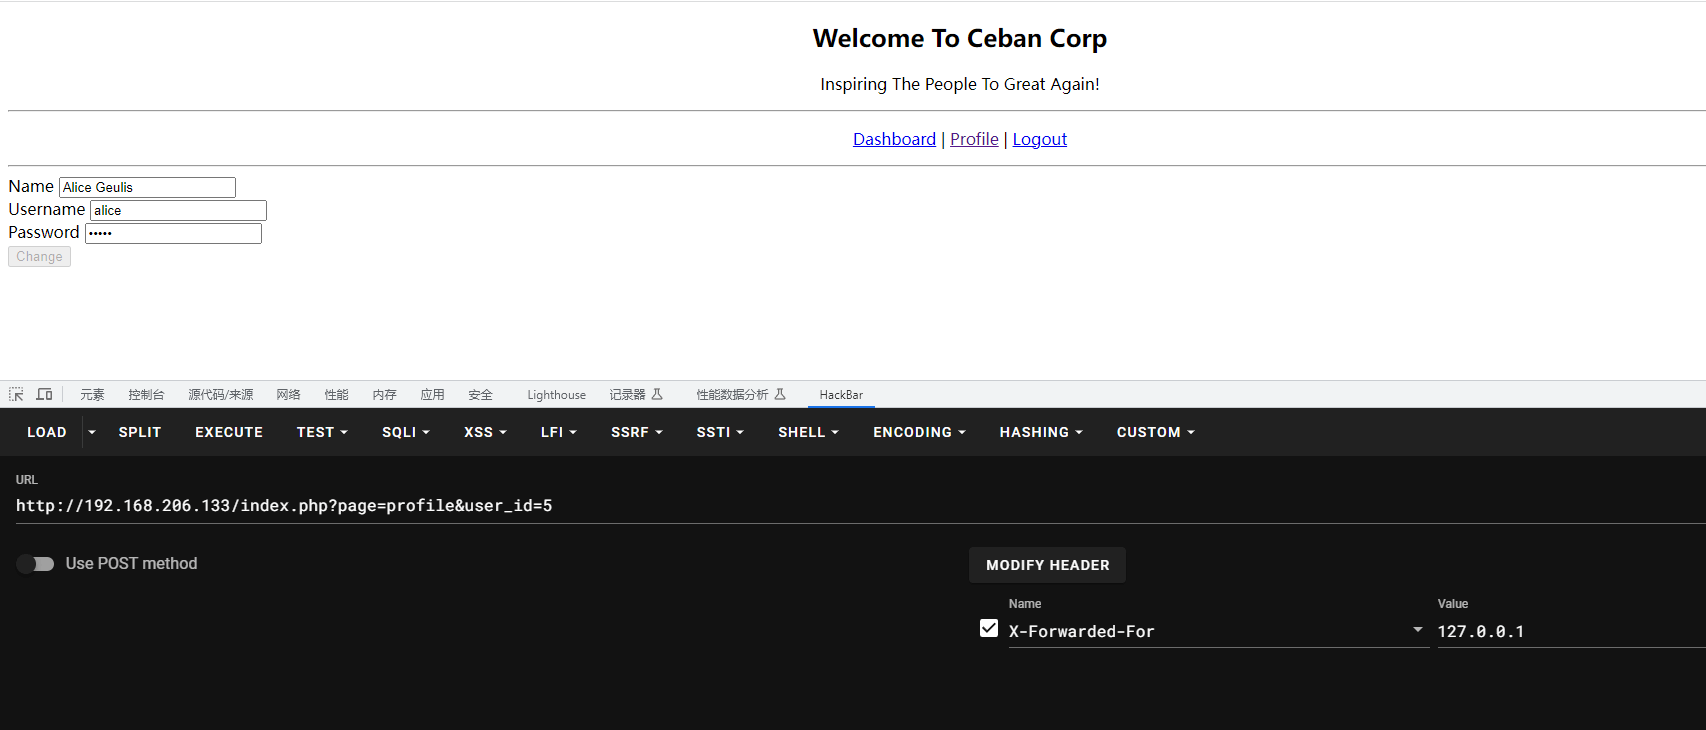 Welcome To Ceban Corp
Inspiring The People To Great Again!
Dashboard | Profile | Logout
Name Alice Geulis
Username alice
Password •••••
Change
元素 控制台 源代码/来源 网络 性能 内存 应用 安全 Lighthouse 记录器 性能数据分析 HackBar
LOAD SPLIT EXECUTE TEST SQLI XSS LFI SSRF SSTI SHELL ENCODING HASHING CUSTOM
URL
http://192.168.206.133/index.php?page=profile&user_id=5
Use POST method
MODIFY HEADER
Name Value
X-Forwarded-For 127.0.0.1